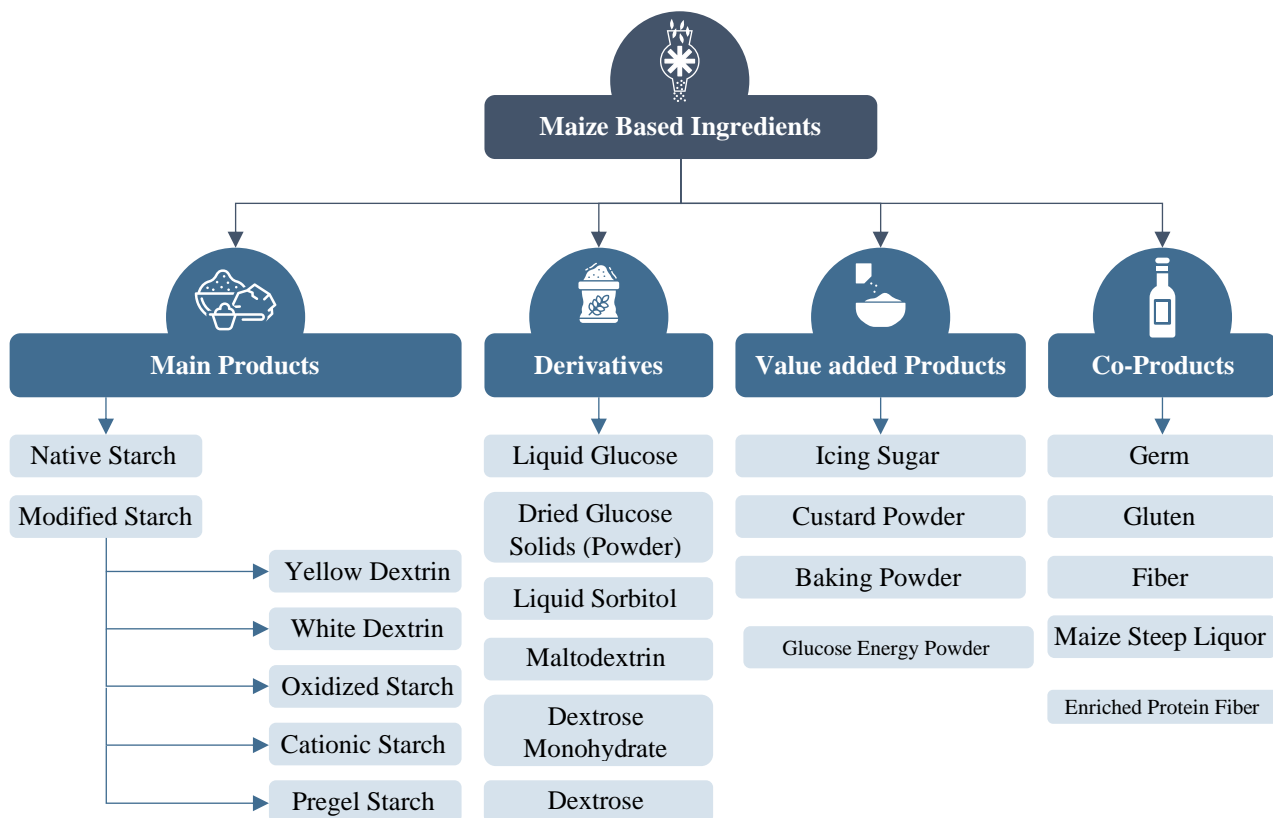 Maize Based Ingredients
Main Products
Native Starch
Modified Starch
Yellow Dextrin
White Dextrin
Oxidized Starch
Cationic Starch
Pregel Starch
Derivatives
Liquid Glucose
Dried Glucose
Solids (Powder)
Liquid Sorbitol
Maltodextrin
Dextrose
Monohydrate
Dextrose
Value added Products
Icing Sugar
Custard Powder
Baking Powder
Glucose Energy Powder
Co-Products
Germ
Gluten
Fiber
Maize Steep Liquor
Enriched Protein Fiber